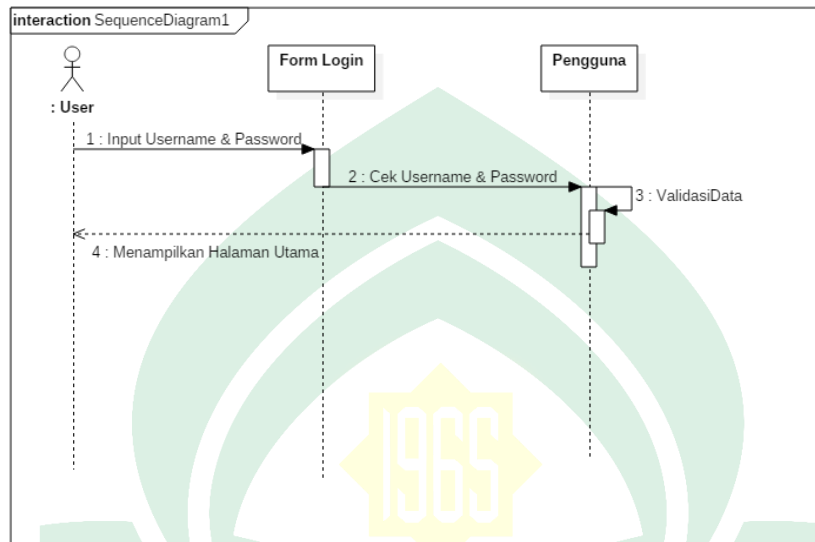 interaction SequenceDiagram1
: User
Form Login
Pengguna
1 : Input Username & Password
2 : Cek Username & Password
3 : ValidasiData
4 : Menampilkan Halaman Utama
1965